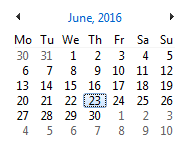 June, 2016
Mo Tu We Th Fr Sa Su
30 31 1 2 3 4 5
6 7 8 9 10 11 12
13 14 15 16 17 18 19
20 21 22 23 24 25 26
27 28 29 30 1 2 3
4 5 6 7 8 9 10